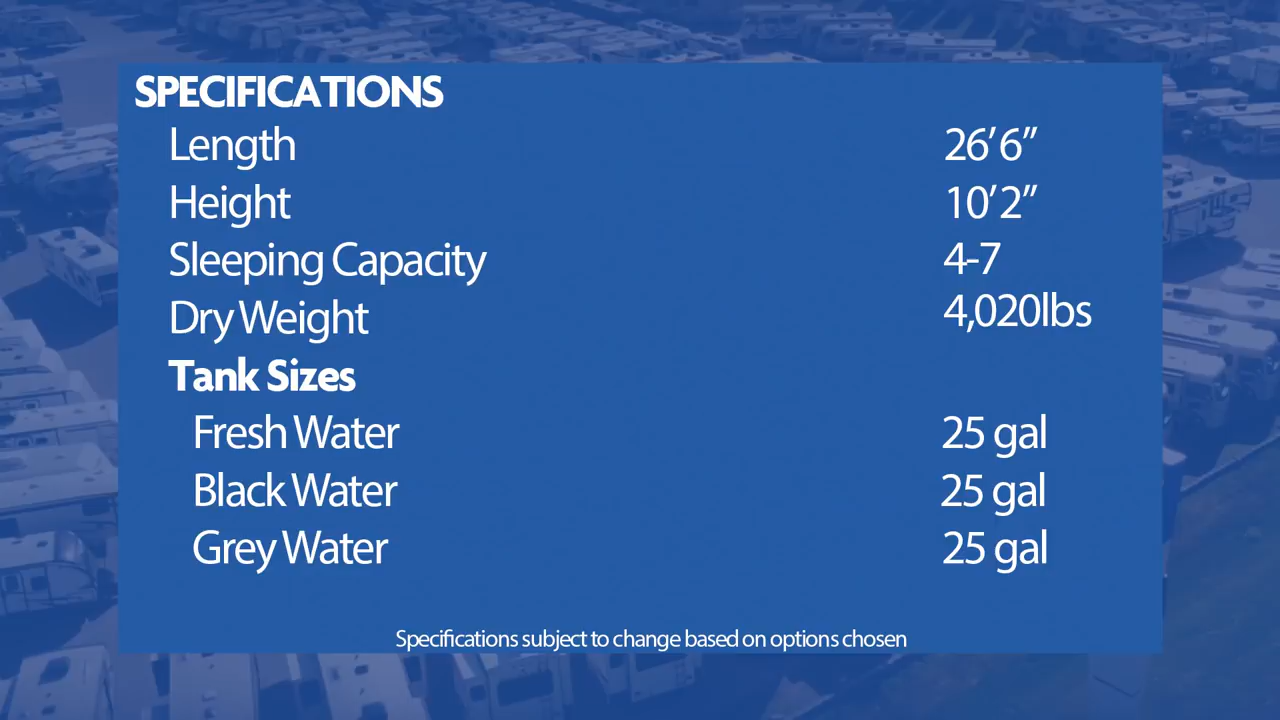 SPECIFICATIONS
Length 26’6”
Height 10’2”
Sleeping Capacity 4-7
Dry Weight 4,020lbs
Tank Sizes
Fresh Water 25 gal
Black Water 25 gal
Grey Water 25 gal
Specifications subject to change based on options chosen